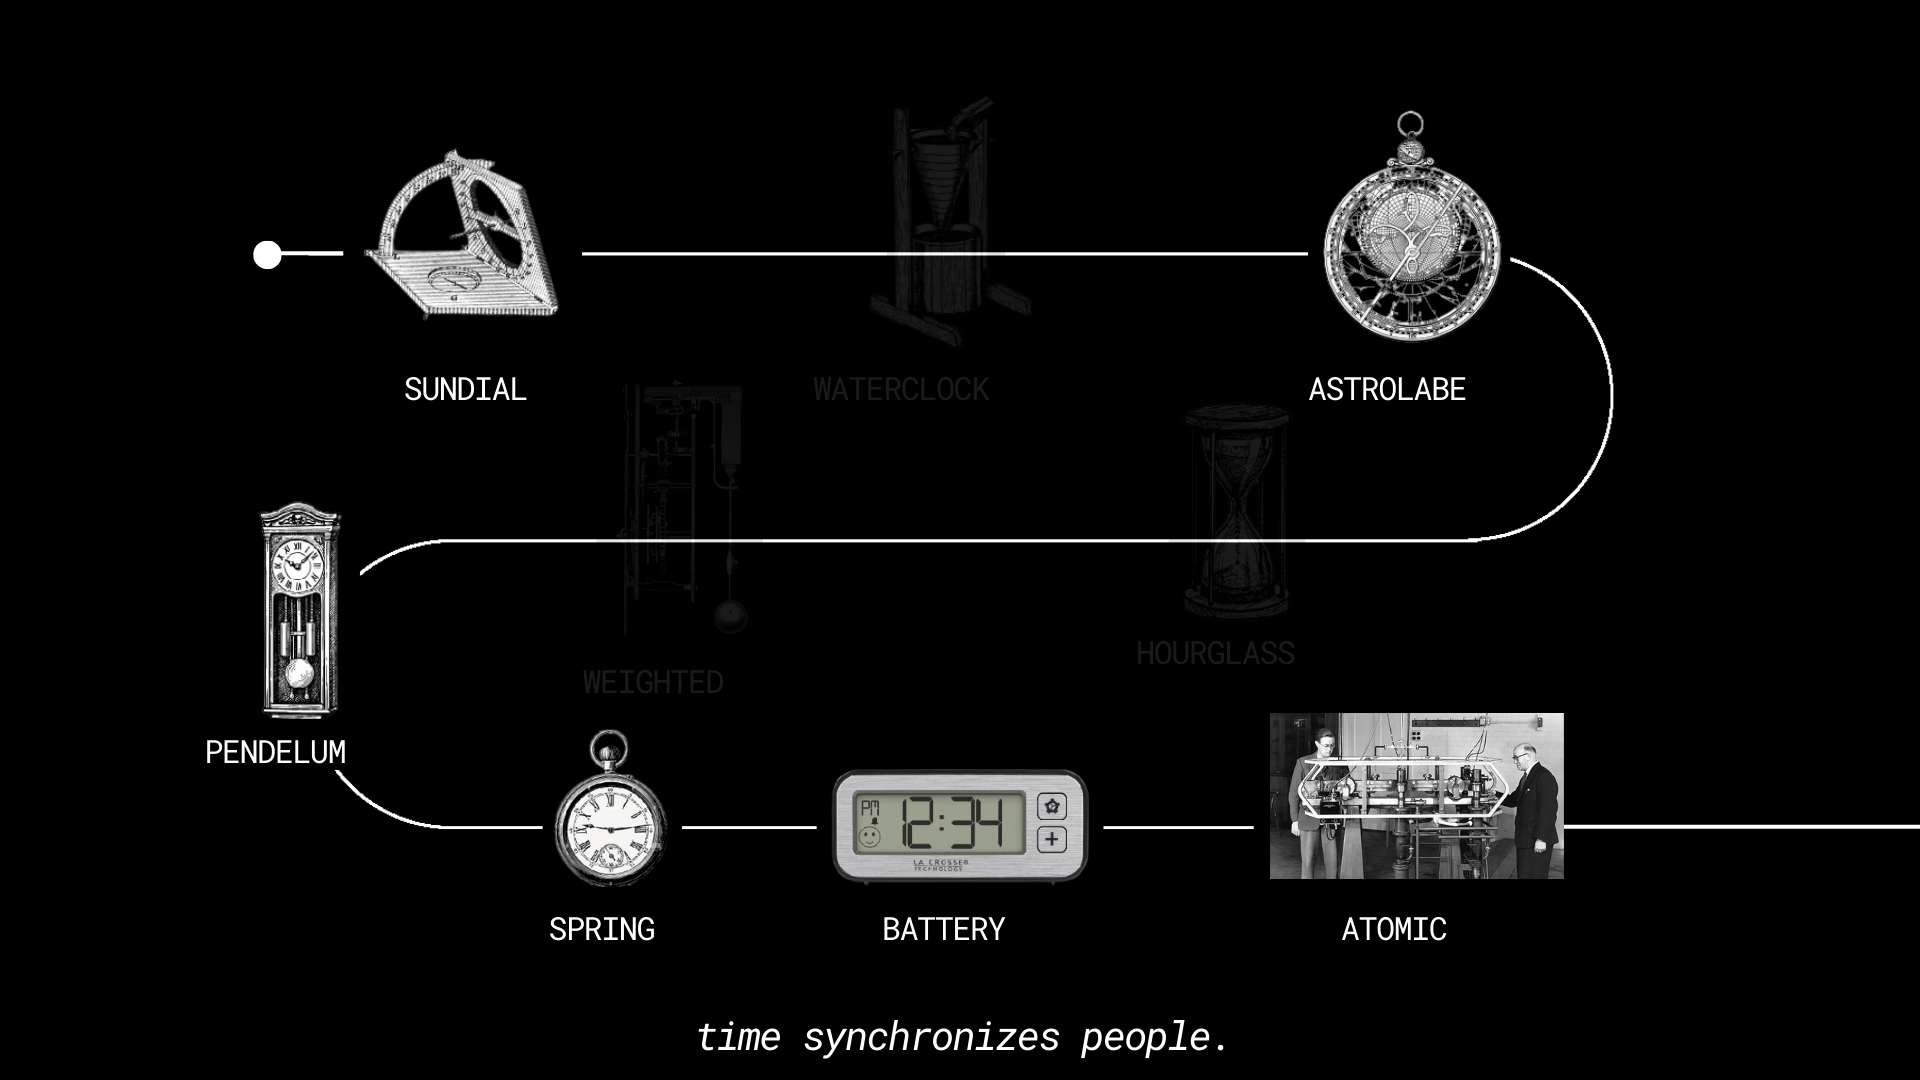 SUNDIAL
WATERCLOCK
ASTROLABE
WEIGHTED
HOURGLASS
PENDELUM
PM
12:34
LA CROSSE®
TECHNOLOGY
SPRING
BATTERY
ATOMIC
time synchronizes people.